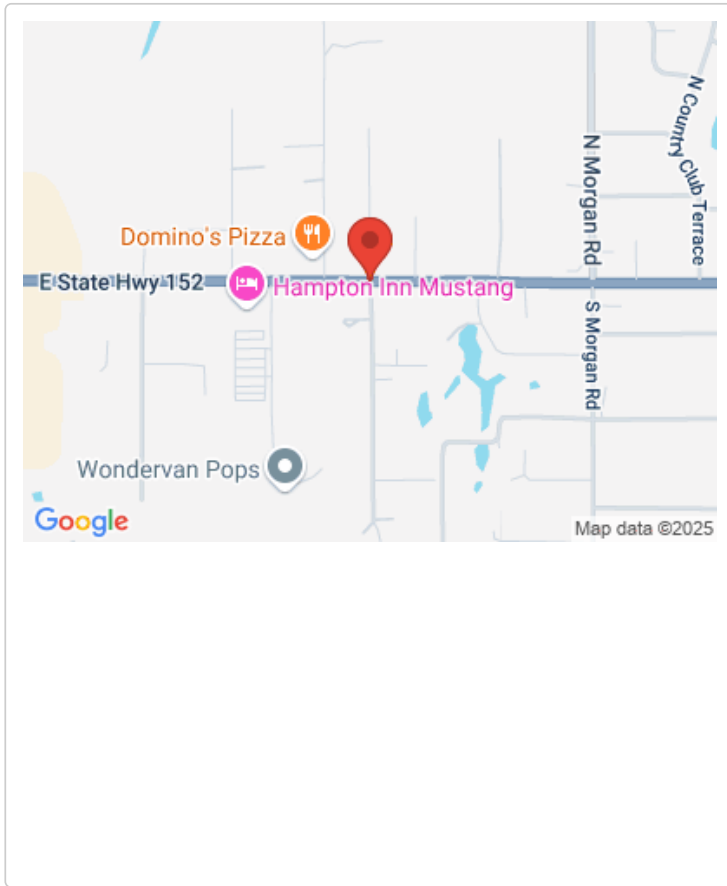 N Country Club Terrace
N Morgan Rd
Domino's Pizza
E State Hwy 152
Hampton Inn Mustang
S Morgan Rd
Wondervan Pops
Google
Map data ©2025